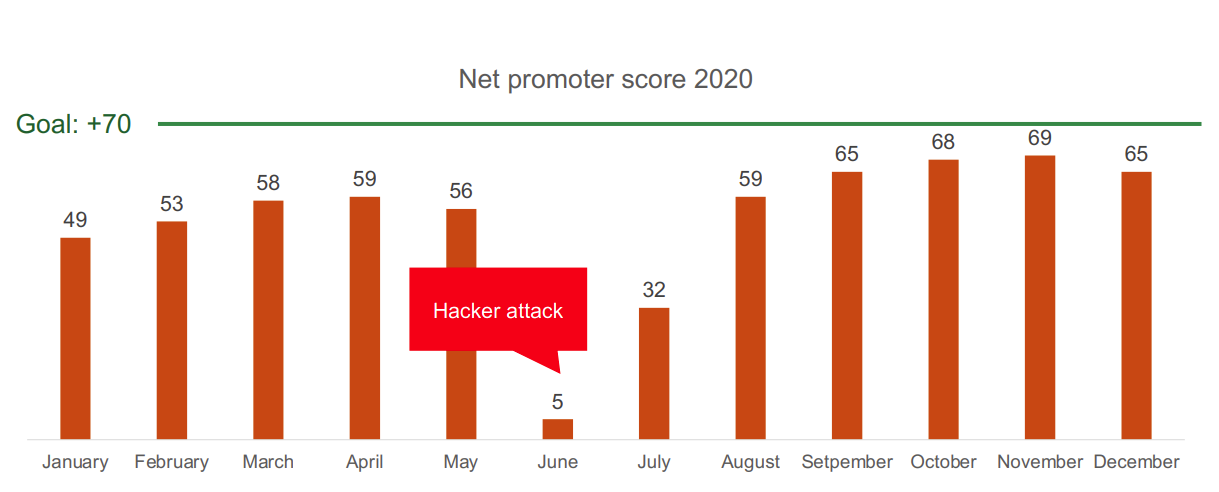 Net promoter score 2020
Goal: +70
49
53
58
59
56
5
32
59
65
68
69
65
Hacker attack
January
February
March
April
May
June
July
August
Setpember
October
November
December